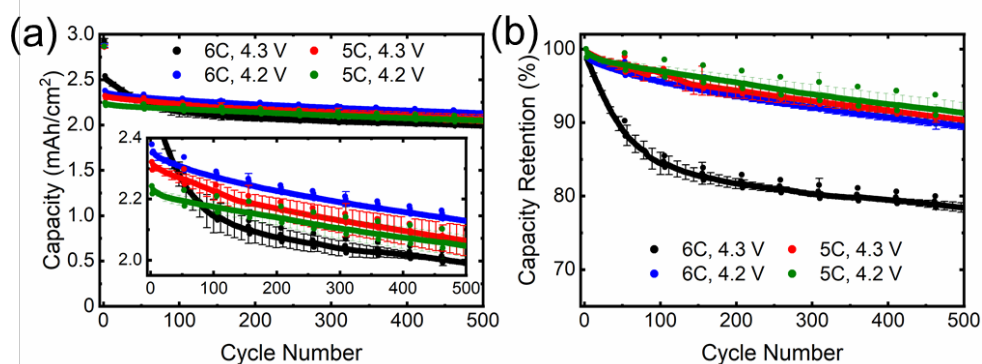 (a)
3.0
2.5
2.0
1.5
1.0
0.5
0
Capacity (mAh/cm²)
6C, 4.3 V 5C, 4.3 V
6C, 4.2 V 5C, 4.2 V
2.4
2.2
2.0
0 100 200 300 400 500
0 100 200 300 400 500
Cycle Number
(b)
100
90
80
70
Capacity Retention (%)
6C, 4.3 V 5C, 4.3 V
6C, 4.2 V 5C, 4.2 V
0 100 200 300 400 500
Cycle Number